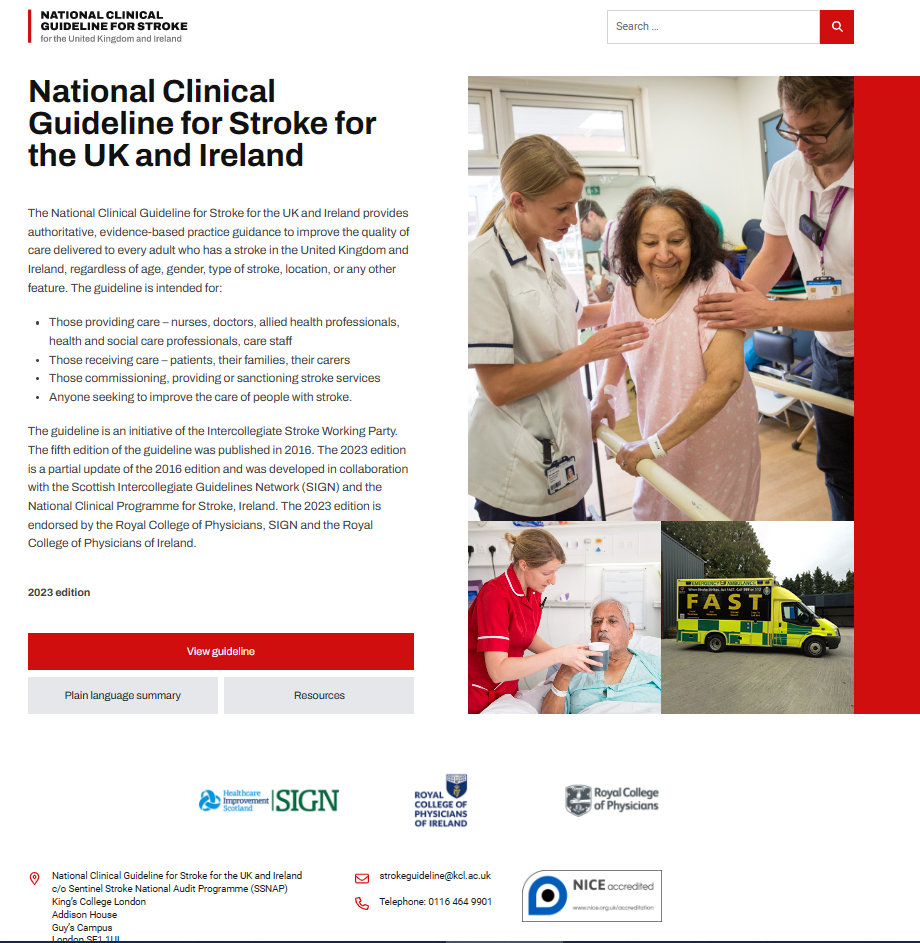 NATIONAL CLINICAL
GUIDELINE FOR STROKE
for the United Kingdom and Ireland
Search ...
National Clinical
Guideline for Stroke for
the UK and Ireland
The National Clinical Guideline for Stroke for the UK and Ireland provides
authoritative, evidence-based practice guidance to improve the quality of
care delivered to every adult who has a stroke in the United Kingdom and
Ireland, regardless of age, gender, type of stroke, location, or any other
feature. The guideline is intended for:
• Those providing care – nurses, doctors, allied health professionals,
health and social care professionals, care staff
• Those receiving care – patients, their families, their carers
• Those commissioning, providing or sanctioning stroke services
• Anyone seeking to improve the care of people with stroke.
The guideline is an initiative of the Intercollegiate Stroke Working Party.
The fifth edition of the guideline was published in 2016. The 2023 edition
is a partial update of the 2016 edition and was developed in collaboration
with the Scottish Intercollegiate Guidelines Network (SIGN) and the
National Clinical Programme for Stroke, Ireland. The 2023 edition is
endorsed by the Royal College of Physicians, SIGN and the Royal
College of Physicians of Ireland.
2023 edition
View guideline
Plain language summary
Resources
EMERGENCY AMBULANCE
When Stroke Strikes, Act FAST. Call 999 or 112
FAST
Healthcare
Improvement
Scotland
SIGN
ROYAL
COLLEGE OF
PHYSICIANS
OF IRELAND
Royal College
of Physicians
National Clinical Guideline for Stroke for the UK and Ireland
c/o Sentinel Stroke National Audit Programme (SSNAP)
King's College London
Addison House
Guy's Campus
London SE1 1UL
strokeguideline@kcl.ac.uk
Telephone: 0116 464 9901
NICE accredited
www.nice.org.uk/accreditation